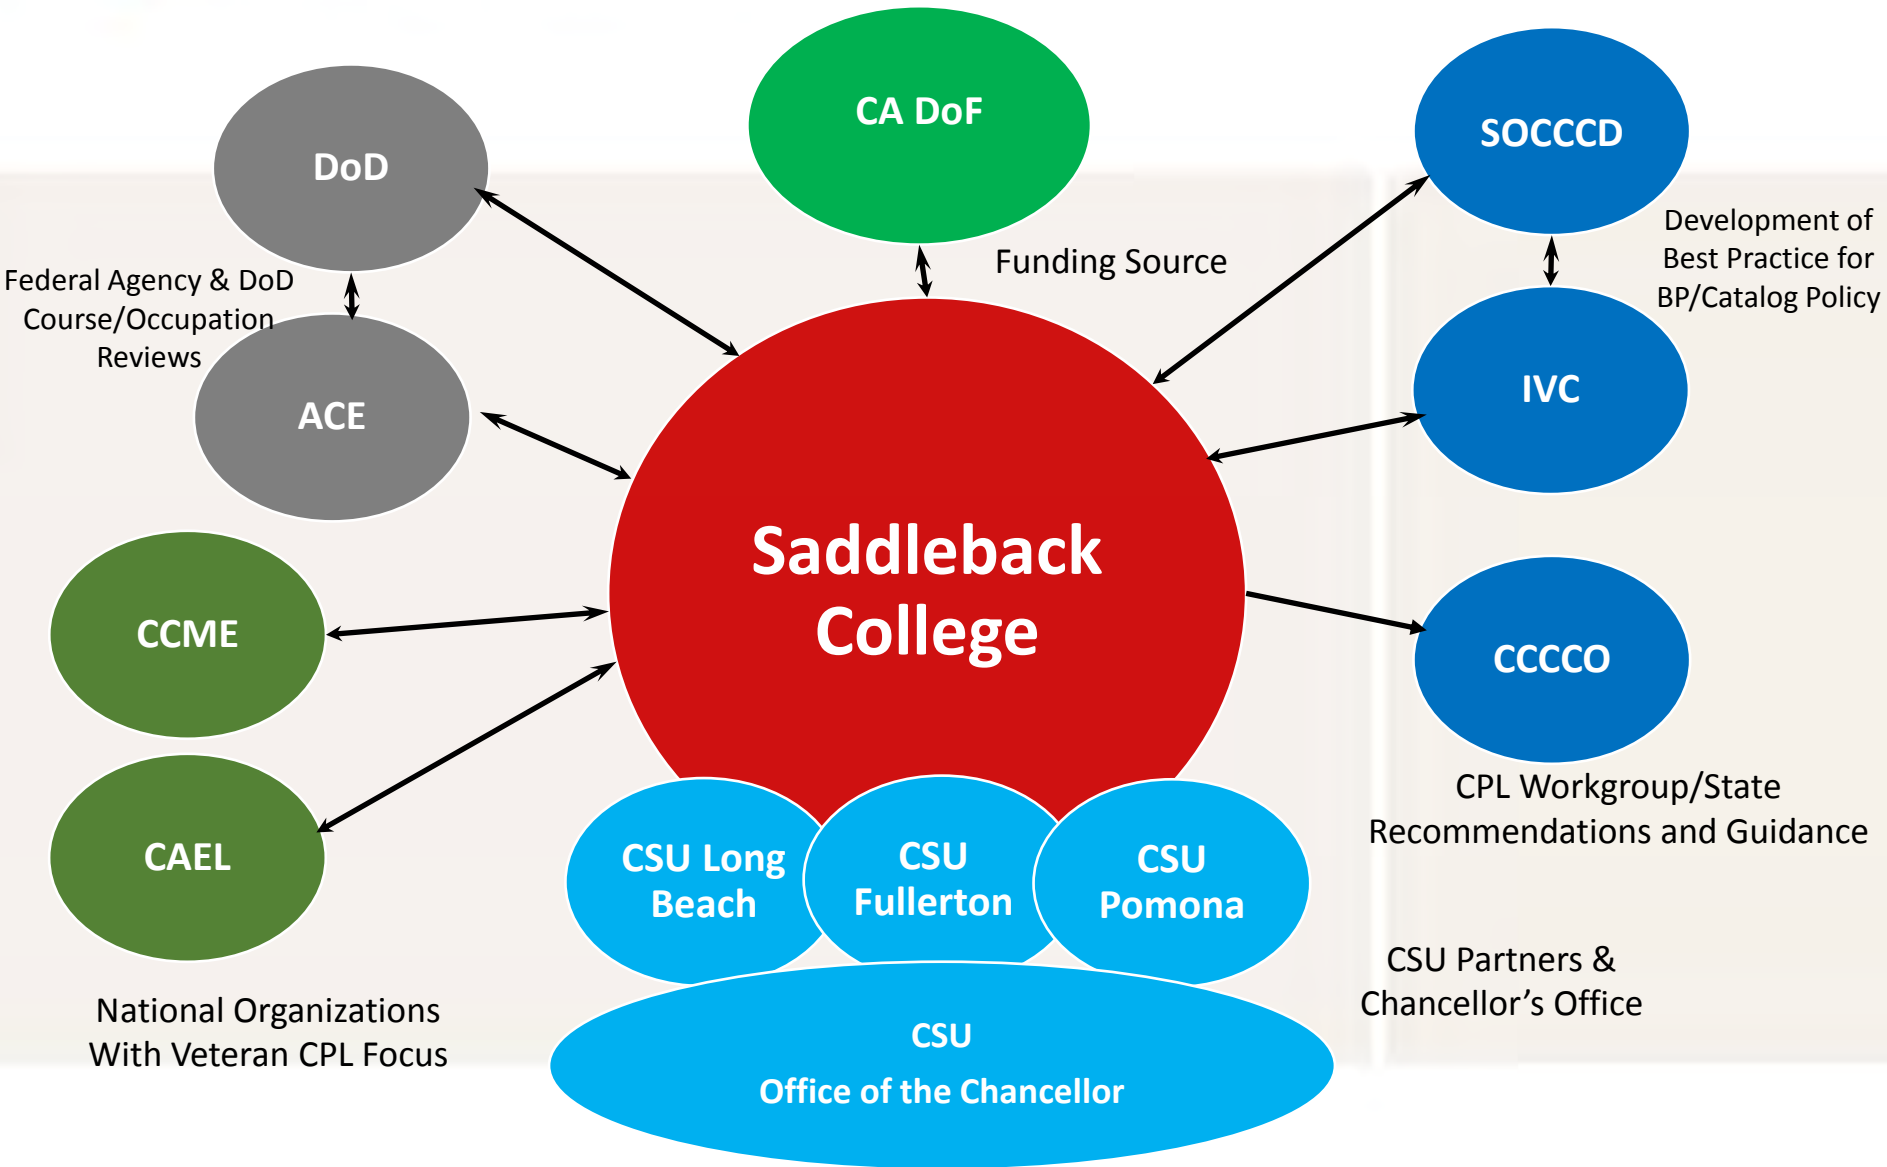 CA DoF
SOCCCD
DoD
Development of
Best Practice for
BP/Catalog Policy
Funding Source
Federal Agency & DoD
Course/Occupation
Reviews
IVC
ACE
Saddleback
College
CCME
CCCCO
CPL Workgroup/State
Recommendations and Guidance
CAEL
CSU Long
Beach
CSU
Fullerton
CSU
Pomona
CSU Partners &
Chancellor’s Office
National Organizations
With Veteran CPL Focus
CSU
Office of the Chancellor